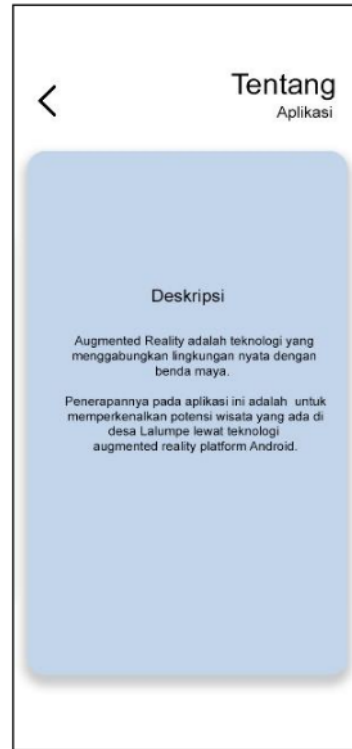 Tentang
Aplikasi
Deskripsi
Augmented Reality adalah teknologi yang
menggabungkan lingkungan nyata dengan
benda maya.
Penerapannya pada aplikasi ini adalah untuk
memperkenalkan potensi wisata yang ada di
desa Lalumpe lewat teknologi
augmented reality platform Android.